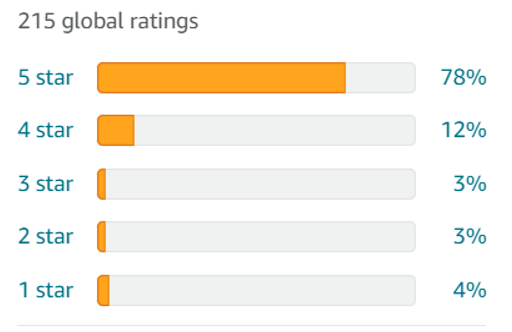 215 global ratings
5 star 78%
4 star 12%
3 star 3%
2 star 3%
1 star 4%